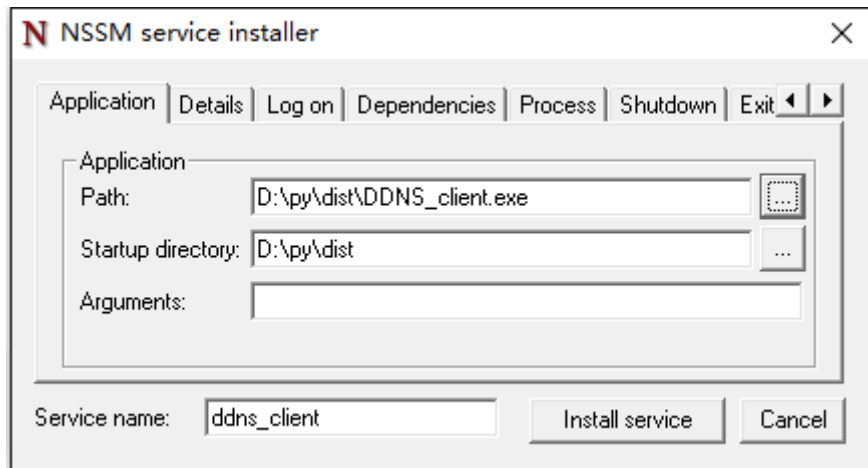 N NSSM service installer
Application Details Log on Dependencies Process Shutdown Exit
Application
Path: D:\py\dist\DDNS_client.exe ...
Startup directory: D:\py\dist ...
Arguments:
Service name: ddns_client Install service Cancel